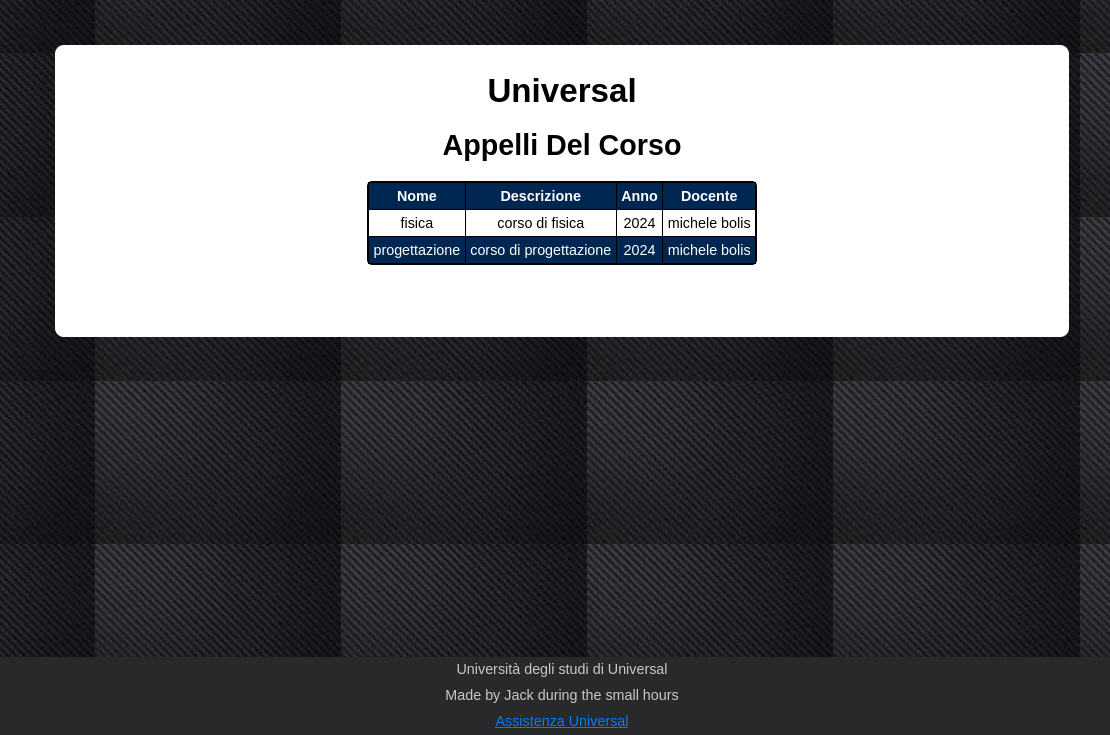 Universal
Appelli Del Corso
Nome Descrizione Anno Docente
fisica corso di fisica 2024 michele bolis
progettazione corso di progettazione 2024 michele bolis
Università degli studi di Universal
Made by Jack during the small hours
Assistenza Universal